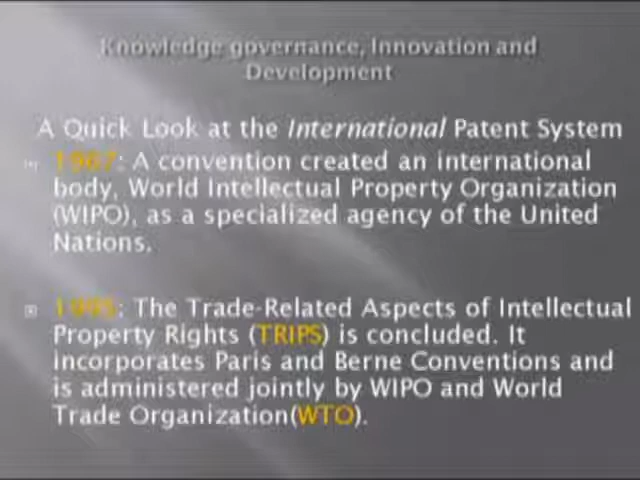 Knowledge governance, Innovation and
Development
A Quick Look at the International Patent System
1967: A convention created an international
body, World Intellectual Property Organization
(WIPO), as a specialized agency of the United
Nations.
1995: The Trade-Related Aspects of Intellectual
Property Rights (TRIPS) is concluded. It
incorporates Paris and Berne Conventions and
is administered jointly by WIPO and World
Trade Organization(WTO).